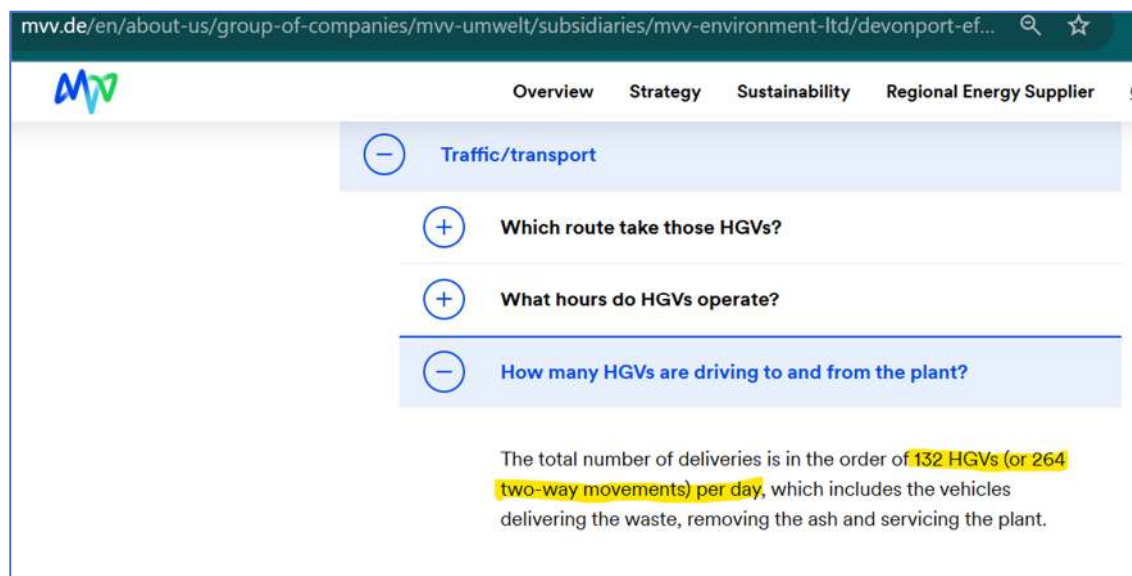 mvv.de/en/about-us/group-of-companies/mvv-umwelt/subsidiaries/mvv-environment-ltd/devonport-ef...
mvv
Overview Strategy Sustainability Regional Energy Supplier
Traffic/transport
Which route take those HGVs?
What hours do HGVs operate?
How many HGVs are driving to and from the plant?
The total number of deliveries is in the order of 132 HGVs (or 264
two-way movements) per day, which includes the vehicles
delivering the waste, removing the ash and servicing the plant.